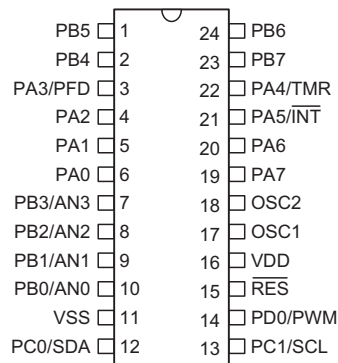 PB5 1 24 PB6
PB4 2 23 PB7
PA3/PFD 3 22 PA4/TMR
PA2 4 21 PA5/INT
PA1 5 20 PA6
PA0 6 19 PA7
PB3/AN3 7 18 OSC2
PB2/AN2 8 17 OSC1
PB1/AN1 9 16 VDD
PB0/AN0 10 15 RES
VSS 11 14 PD0/PWM
PC0/SDA 12 13 PC1/SCL